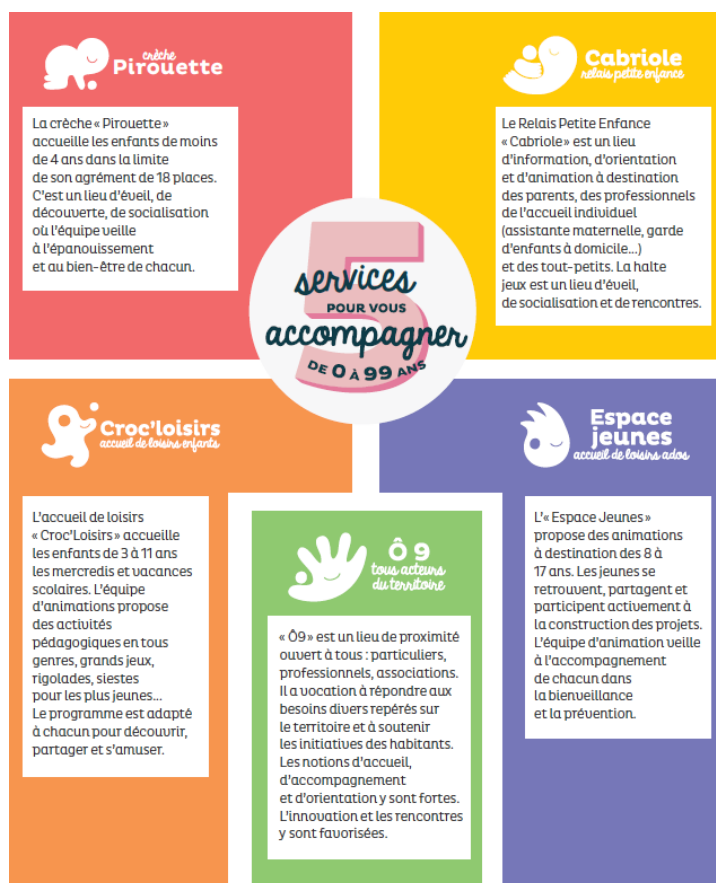 crèche
Pirouette
La crèche « Pirouette »
accueille les enfants de moins
de 4 ans dans la limite
de son agrément de 18 places.
C'est un lieu d'éveil, de
découverte, de socialisation
où l'équipe veille
à l'épanouissement
et au bien-être de chacun.
Cabriole
relais petite enfance
Le Relais Petite Enfance
« Cabriole » est un lieu
d'information, d'orientation
et d'animation à destination
des parents, des professionnels
de l'accueil individuel
(assistante maternelle, garde
d'enfants à domicile...)
et des tout-petits. La halte
jeux est un lieu d'éveil,
de socialisation et de rencontres.
5
services
POUR VOUS
accompagner
DE 0 À 99 ANS
Croc'loisirs
accueil de loisirs enfants
L'accueil de loisirs
« Croc'Loisirs » accueille
les enfants de 3 à 11 ans
les mercredis et vacances
scolaires. L'équipe
d'animations propose
des activités
pédagogiques en tous
genres, grands jeux,
rigolades, siestes
pour les plus jeunes...
Le programme est adapté
à chacun pour découvrir,
partager et s'amuser.
Ô 9
tous acteurs
du territoire
« Ô9 » est un lieu de proximité
ouvert à tous : particuliers,
professionnels, associations.
Il a vocation à répondre aux
besoins divers repérés sur
le territoire et à soutenir
les initiatives des habitants.
Les notions d'accueil,
d'accompagnement
et d'orientation y sont fortes.
L'innovation et les rencontres
y sont favorisées.
Espace
jeunes
accueil de loisirs ados
L'« Espace Jeunes »
propose des animations
à destination des 8 à
17 ans. Les jeunes se
retrouvent, partagent et
participent activement à
la construction des projets.
L'équipe d'animation veille
à l'accompagnement
de chacun dans
la bienveillance
et la prévention.